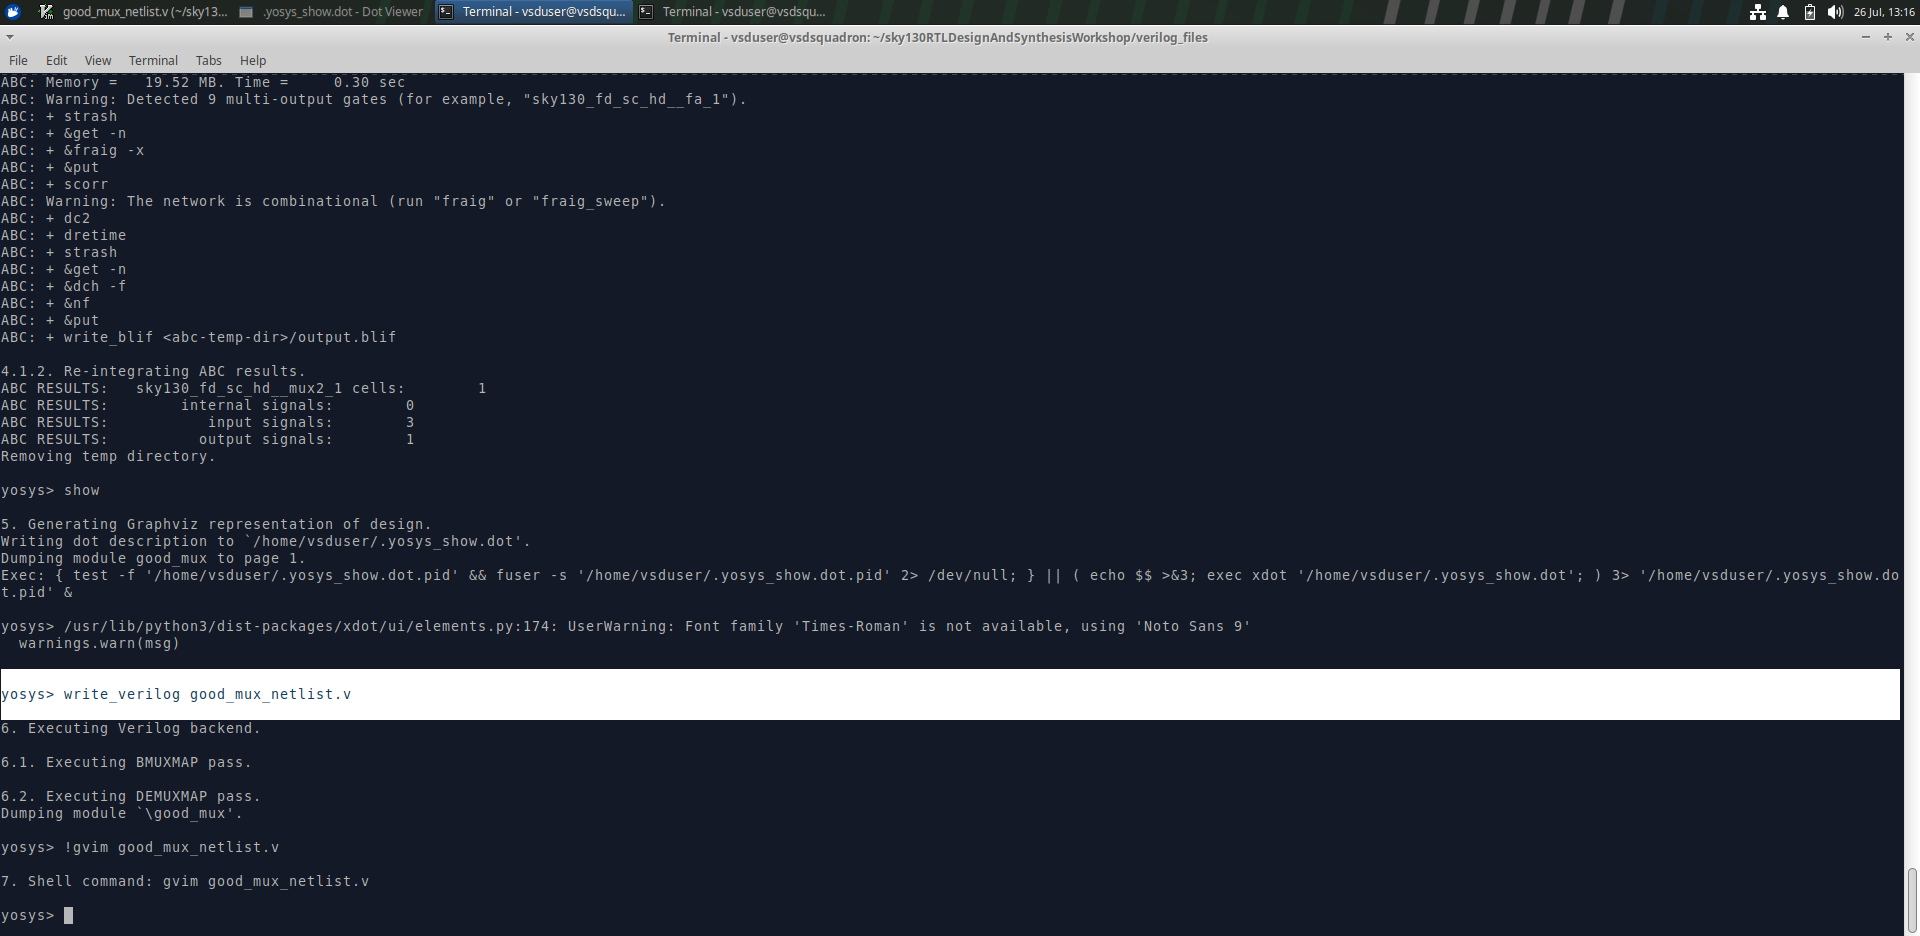 good_mux_netlist.v (~/sky13... .yosys_show.dot - Dot Viewer Terminal - vsduser@vsdsqu... Terminal - vsduser@vsdsqu... 26 Jul, 13:16
Terminal - vsduser@vsdsquadron: ~/sky130RTLDesignAndSynthesisWorkshop/verilog_files
File Edit View Terminal Tabs Help
ABC: Memory =   19.52 MB. Time =     0.30 sec
ABC: Warning: Detected 9 multi-output gates (for example, "sky130_fd_sc_hd__fa_1").
ABC: + strash
ABC: + &get -n
ABC: + &fraig -x
ABC: + &put
ABC: + scorr
ABC: Warning: The network is combinational (run "fraig" or "fraig_sweep").
ABC: + dc2
ABC: + dretime
ABC: + strash
ABC: + &get -n
ABC: + &dch -f
ABC: + &nf
ABC: + &put
ABC: + write_blif <abc-temp-dir>/output.blif
4.1.2. Re-integrating ABC results.
ABC RESULTS:   sky130_fd_sc_hd__mux2_1 cells:        1
ABC RESULTS:        internal signals:        0
ABC RESULTS:           input signals:        3
ABC RESULTS:          output signals:        1
Removing temp directory.
yosys> show
5. Generating Graphviz representation of design.
Writing dot description to `/home/vsduser/.yosys_show.dot'.
Dumping module good_mux to page 1.
Exec: { test -f '/home/vsduser/.yosys_show.dot.pid' && fuser -s '/home/vsduser/.yosys_show.dot.pid' 2> /dev/null; } || ( echo $$ >&3; exec xdot '/home/vsduser/.yosys_show.dot'; ) 3> '/home/vsduser/.yosys_show.do
t.pid' &
yosys> /usr/lib/python3/dist-packages/xdot/ui/elements.py:174: UserWarning: Font family 'Times-Roman' is not available, using 'Noto Sans 9'
  warnings.warn(msg)
yosys> write_verilog good_mux_netlist.v
6. Executing Verilog backend.
6.1. Executing BMUXMAP pass.
6.2. Executing DEMUXMAP pass.
Dumping module `\good_mux'.
yosys> !gvim good_mux_netlist.v
7. Shell command: gvim good_mux_netlist.v
yosys>